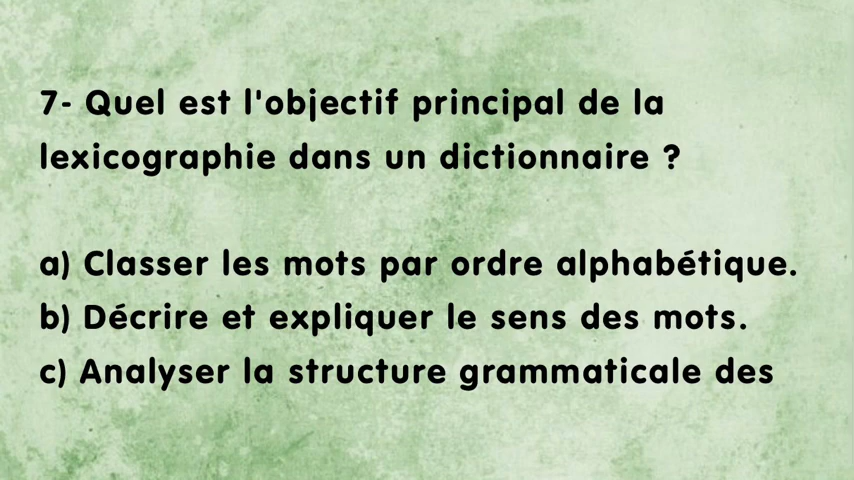 7- Quel est l'objectif principal de la
lexicographie dans un dictionnaire ?
a) Classer les mots par ordre alphabétique.
b) Décrire et expliquer le sens des mots.
c) Analyser la structure grammaticale des